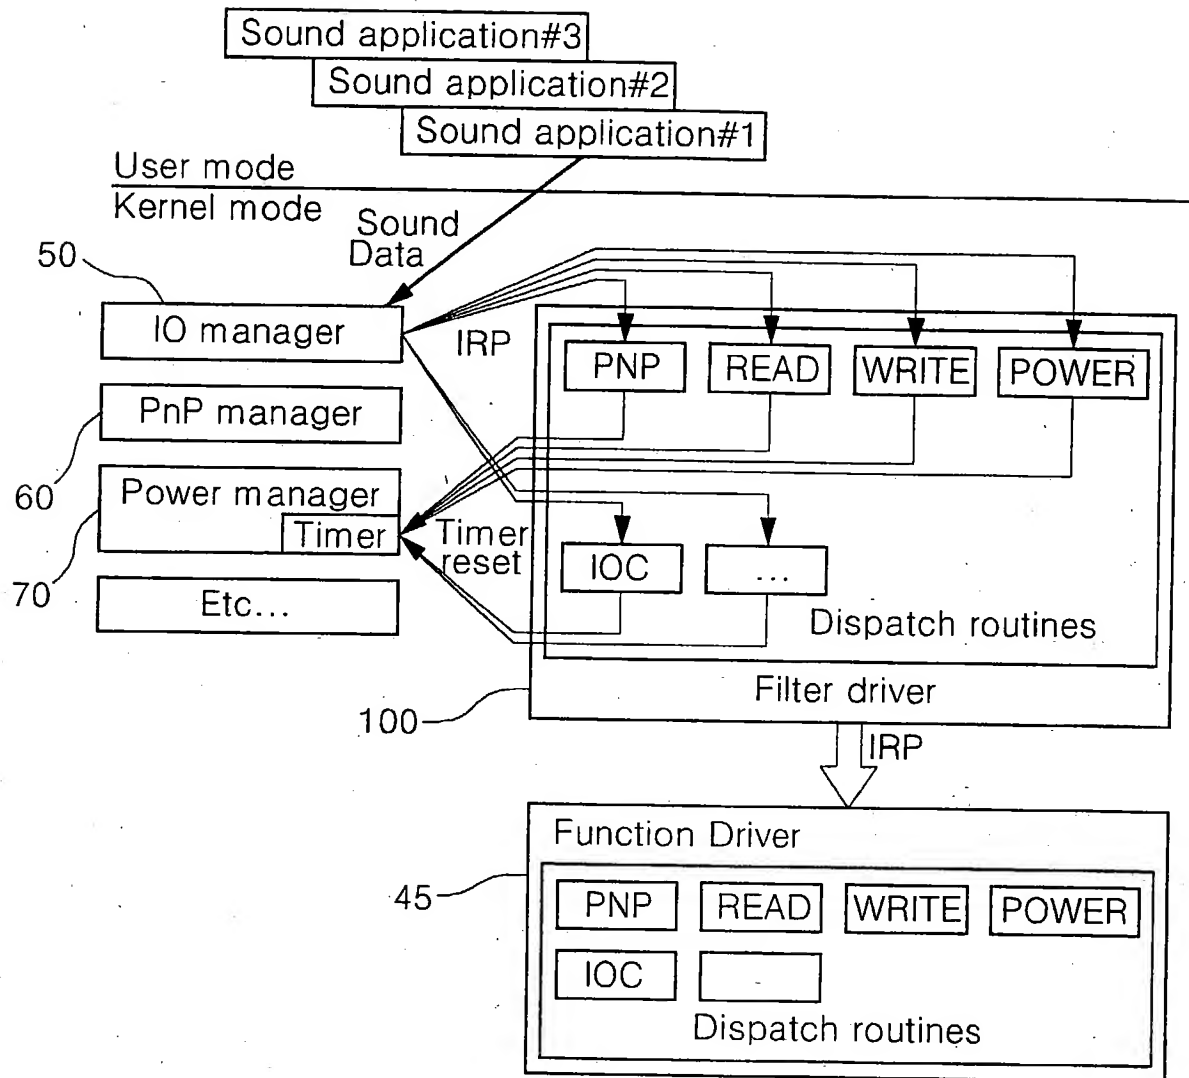 Sound application#3
Sound application#2
Sound application#1
User mode
Kernel mode
Sound
Data
50
IO manager
IRP
PNP
READ
WRITE
POWER
PnP manager
60
Power manager
Timer
Timer
reset
70
IOC
...
Etc...
Dispatch routines
Filter driver
100
IRP
Function Driver
45
PNP
READ
WRITE
POWER
IOC
Dispatch routines